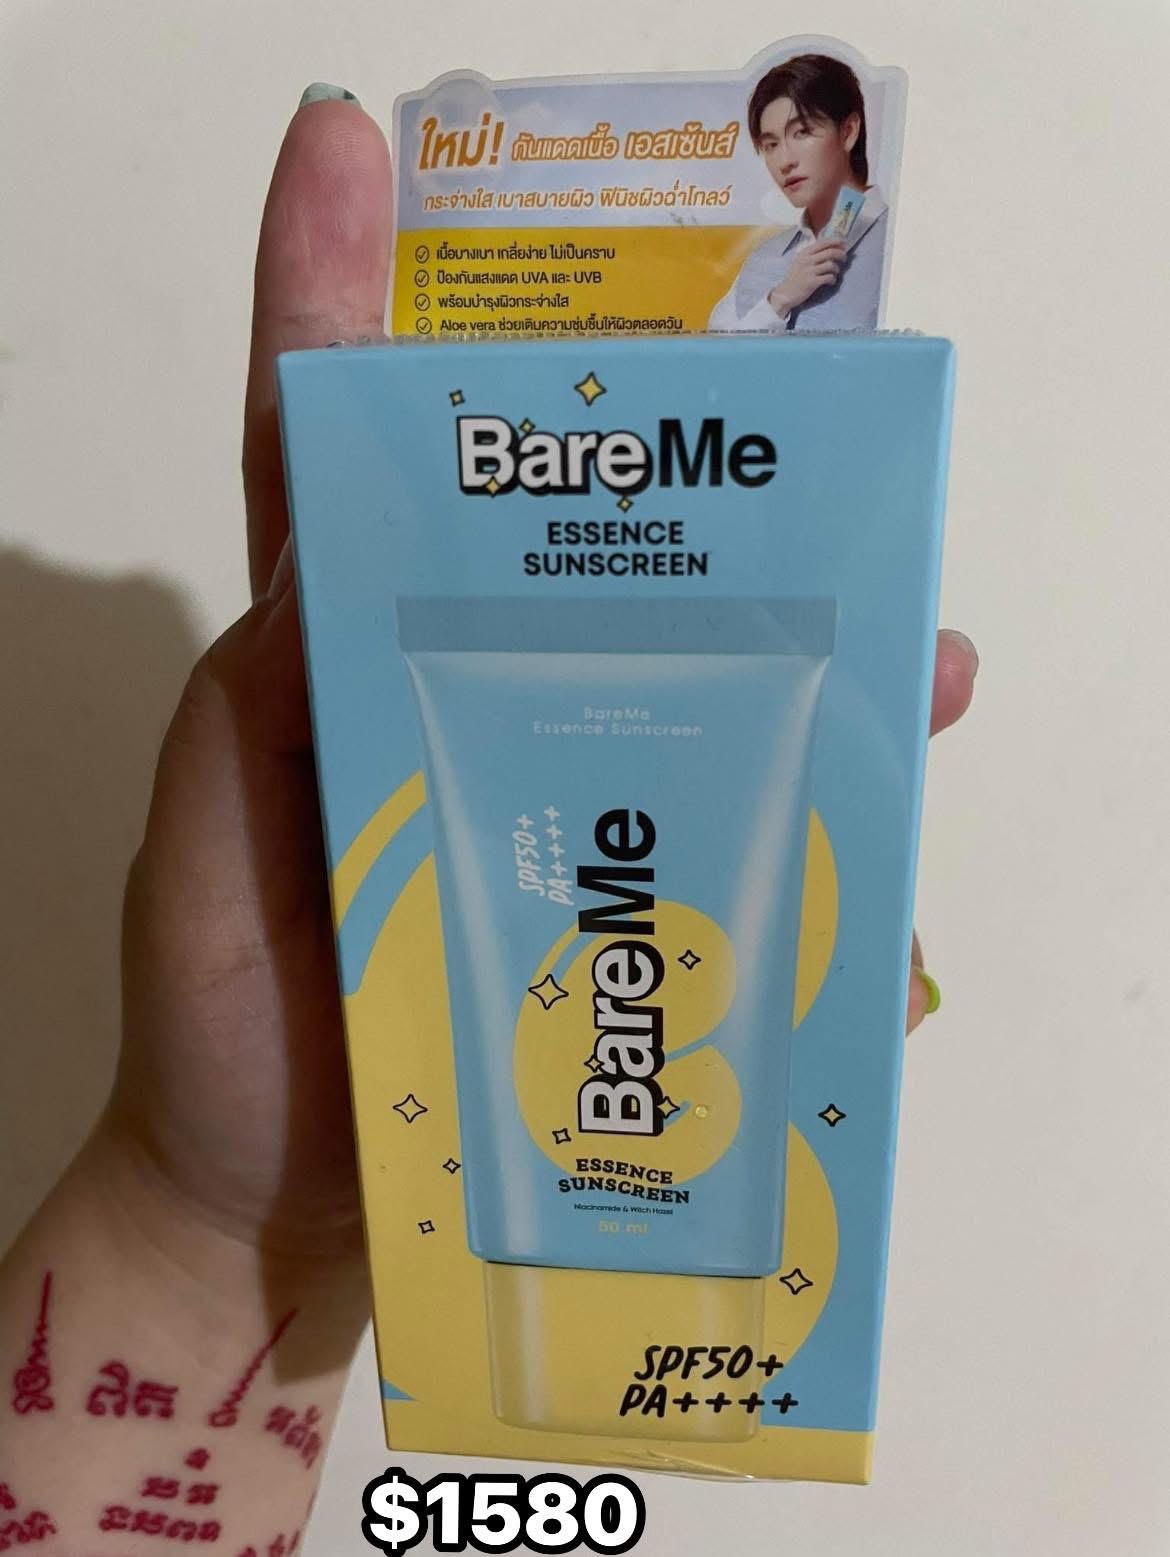 ใหม่! กันแดดเนื้อ เอสเซ้นส์
กระจ่างใส เบาสบายผิว ฟินิชผิวฉ่ำโกลว์
เนื้อบางเบา เกลี่ยง่าย ไม่เป็นคราบ
ป้องกันแสงแดด UVA และ UVB
พร้อมบำรุงผิวกระจ่างใส
Aloe vera ช่วยเติมความชุ่มชื้นให้ผิวตลอดวัน
BareMe
BareMe
ESSENCE
SUNSCREEN
BareMe
Essence Sunscreen
SPF50+
PA++++
BareMe
ESSENCE
SUNSCREEN
Niacinamide & Witch Hazel
50 ml
SPF50+
PA++++
$1580